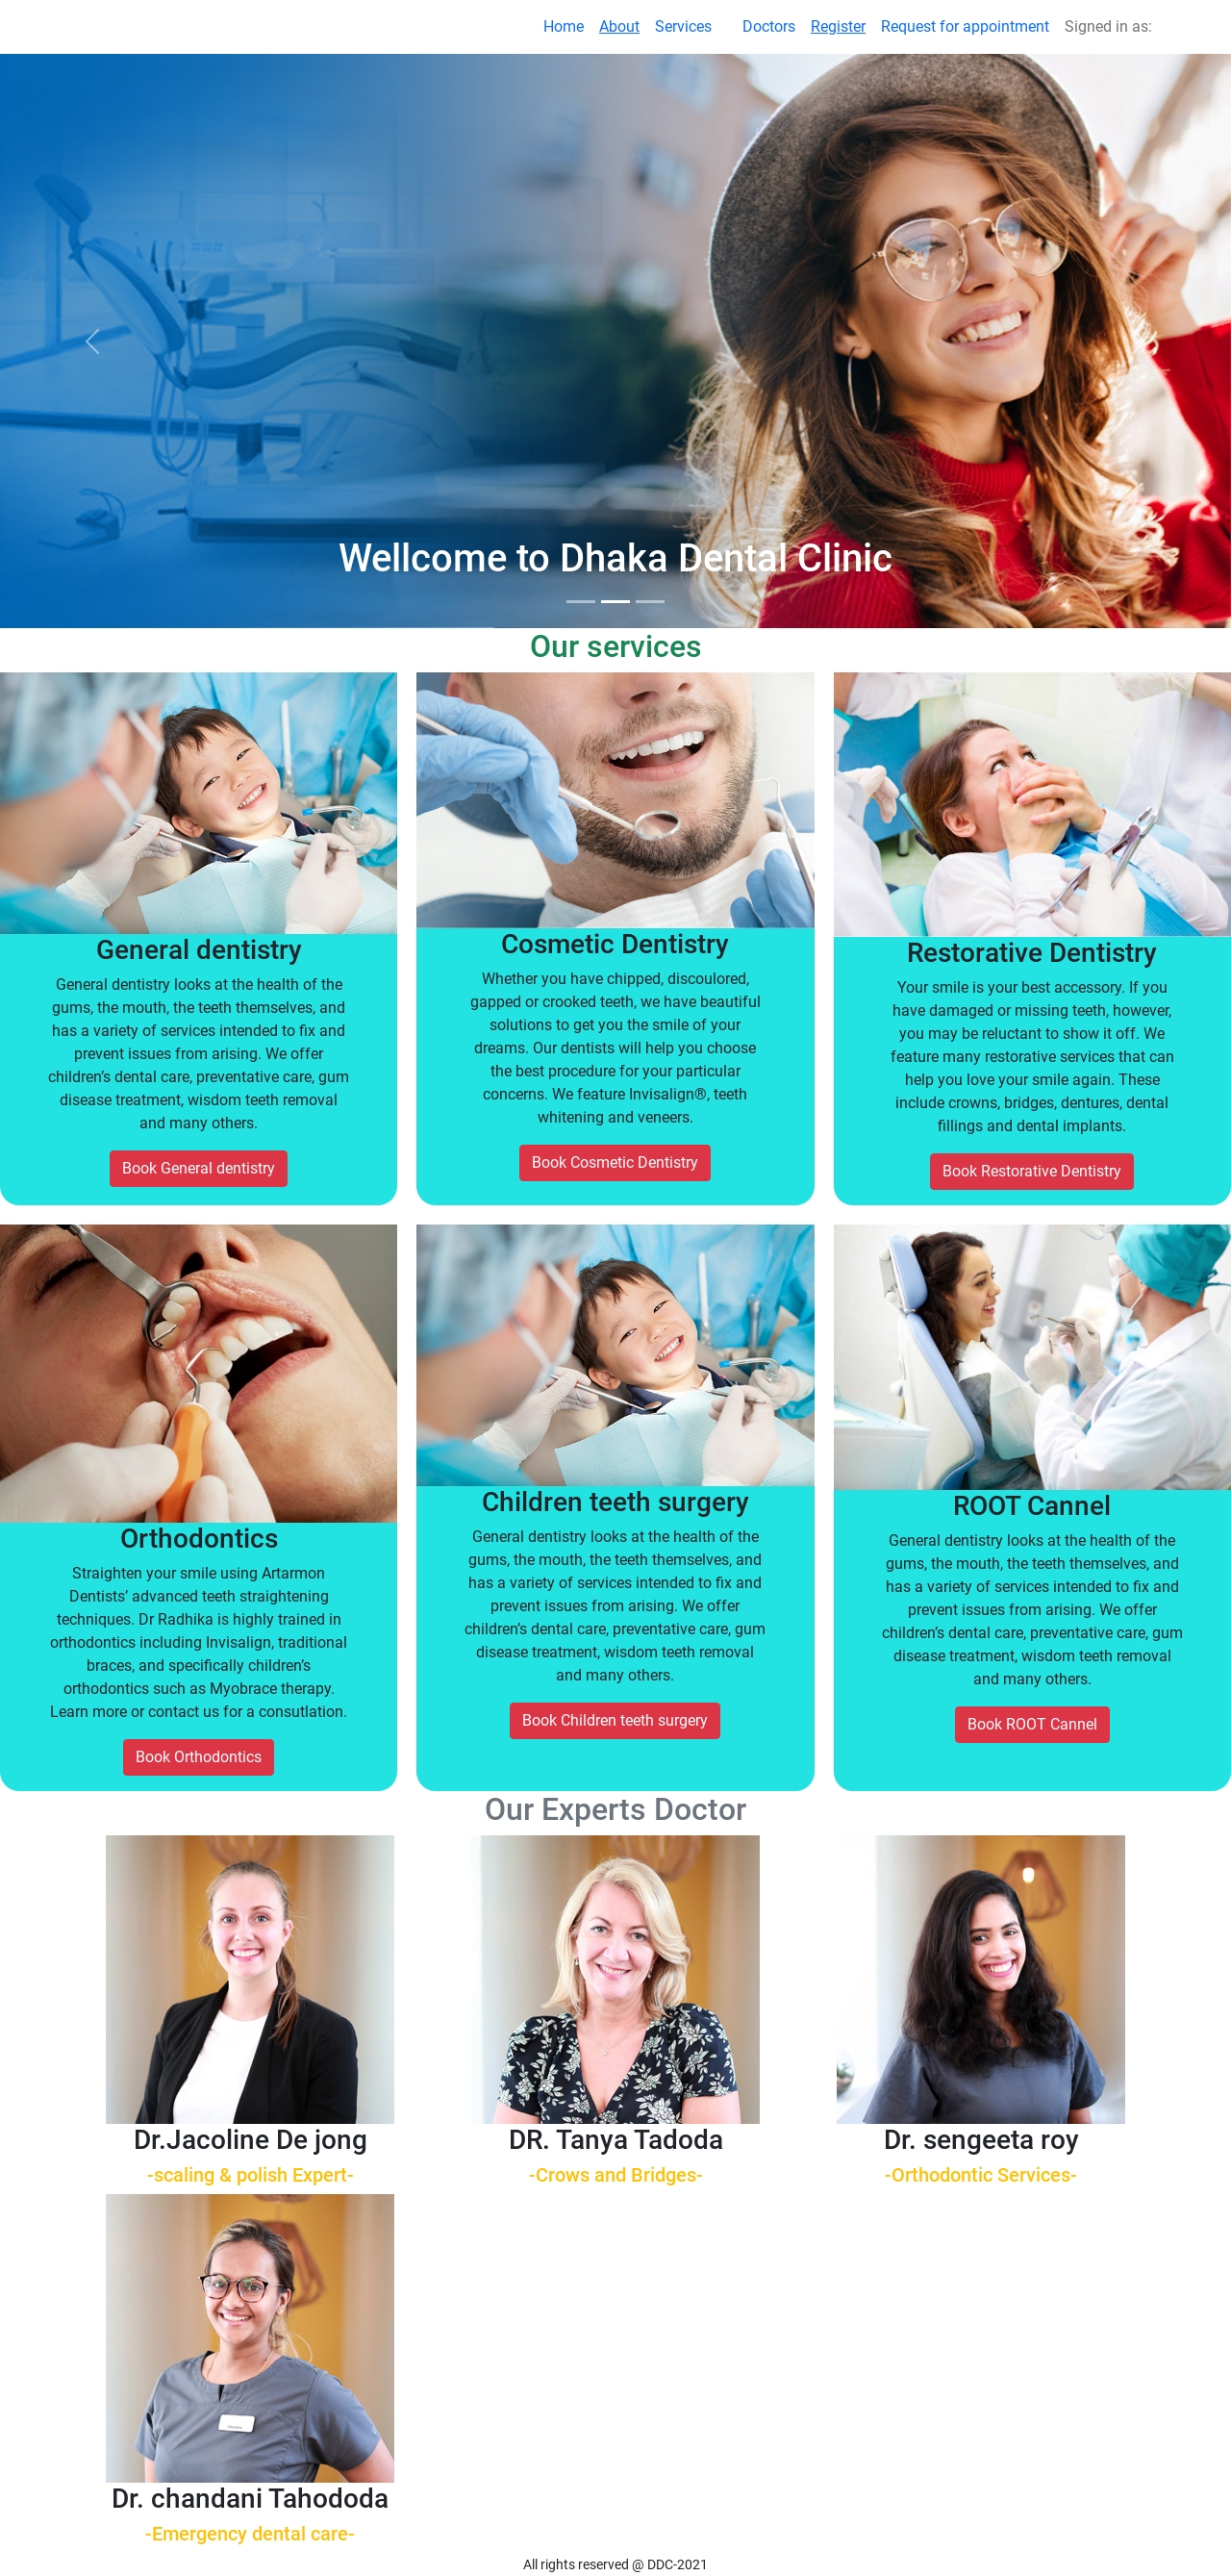 Home About Services Doctors Register Request for appointment Signed in as:
Wellcome to Dhaka Dental Clinic
Our services
General dentistry
General dentistry looks at the health of the
gums, the mouth, the teeth themselves, and
has a variety of services intended to fix and
prevent issues from arising. We offer
children’s dental care, preventative care, gum
disease treatment, wisdom teeth removal
and many others.
Book General dentistry
Cosmetic Dentistry
Whether you have chipped, discoulored,
gapped or crooked teeth, we have beautiful
solutions to get you the smile of your
dreams. Our dentists will help you choose
the best procedure for your particular
concerns. We feature Invisalign®, teeth
whitening and veneers.
Book Cosmetic Dentistry
Restorative Dentistry
Your smile is your best accessory. If you
have damaged or missing teeth, however,
you may be reluctant to show it off. We
feature many restorative services that can
help you love your smile again. These
include crowns, bridges, dentures, dental
fillings and dental implants.
Book Restorative Dentistry
Orthodontics
Straighten your smile using Artarmon
Dentists’ advanced teeth straightening
techniques. Dr Radhika is highly trained in
orthodontics including Invisalign, traditional
braces, and specifically children’s
orthodontics such as Myobrace therapy.
Learn more or contact us for a consutlation.
Book Orthodontics
Children teeth surgery
General dentistry looks at the health of the
gums, the mouth, the teeth themselves, and
has a variety of services intended to fix and
prevent issues from arising. We offer
children’s dental care, preventative care, gum
disease treatment, wisdom teeth removal
and many others.
Book Children teeth surgery
ROOT Cannel
General dentistry looks at the health of the
gums, the mouth, the teeth themselves, and
has a variety of services intended to fix and
prevent issues from arising. We offer
children’s dental care, preventative care, gum
disease treatment, wisdom teeth removal
and many others.
Book ROOT Cannel
Our Experts Doctor
Dr.Jacoline De jong
-scaling & polish Expert-
DR. Tanya Tadoda
-Crows and Bridges-
Dr. sengeeta roy
-Orthodontic Services-
Dr. chandani Tahododa
-Emergency dental care-
All rights reserved @ DDC-2021